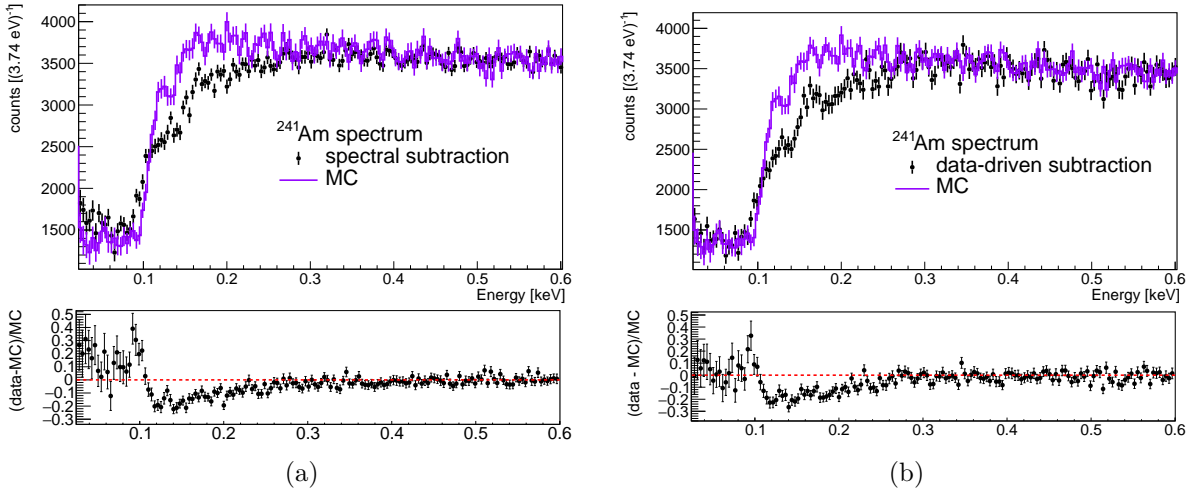 4000
3500
3000
2500
2000
1500
counts [(3.74 eV)⁻¹]
²⁴¹Am spectrum
spectral subtraction
MC
0.1 0.2 0.3 0.4 0.5 0.6
Energy [keV]
0.5
0.4
0.3
0.2
0.1
0
−0.1
−0.2
−0.3
(data-MC)/MC
0.1 0.2 0.3 0.4 0.5 0.6
(a)
4000
3500
3000
2500
2000
1500
counts [(3.74 eV)⁻¹]
²⁴¹Am spectrum
data-driven subtraction
MC
0.1 0.2 0.3 0.4 0.5 0.6
Energy [keV]
0.5
0.4
0.3
0.2
0.1
0
−0.1
−0.2
−0.3
(data - MC)/MC
0.1 0.2 0.3 0.4 0.5 0.6
(b)